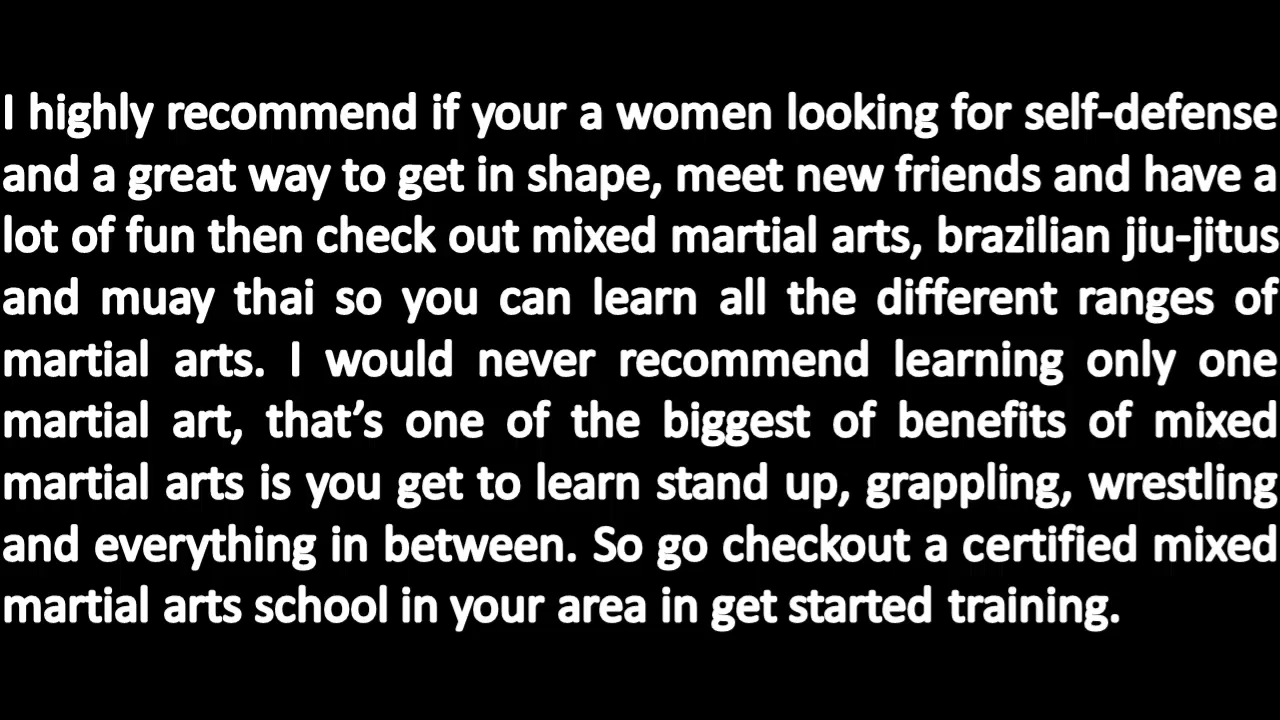 I highly recommend if your a women looking for self-defense
and a great way to get in shape, meet new friends and have a
lot of fun then check out mixed martial arts, brazilian jiu-jitus
and muay thai so you can learn all the different ranges of
martial arts. I would never recommend learning only one
martial art, that’s one of the biggest of benefits of mixed
martial arts is you get to learn stand up, grappling, wrestling
and everything in between. So go checkout a certified mixed
martial arts school in your area in get started training.